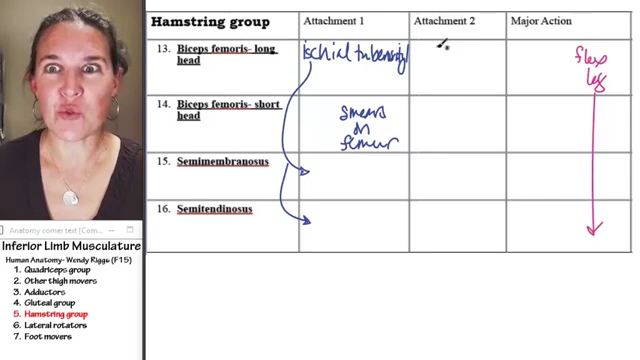 Hamstring group Attachment 1 Attachment 2 Major Action
13. Biceps femoris- long head
ischial tuberosity
flex
leg
14. Biceps femoris- short head
smears
on
femur
15. Semimembranosus
16. Semitendinosus
Anatomy corner text [Com...
Inferior Limb Musculature
Human Anatomy- Wendy Riggs (F15)
1. Quadriceps group
2. Other thigh movers
3. Adductors
4. Gluteal group
5. Hamstring group
6. Lateral rotators
7. Foot movers